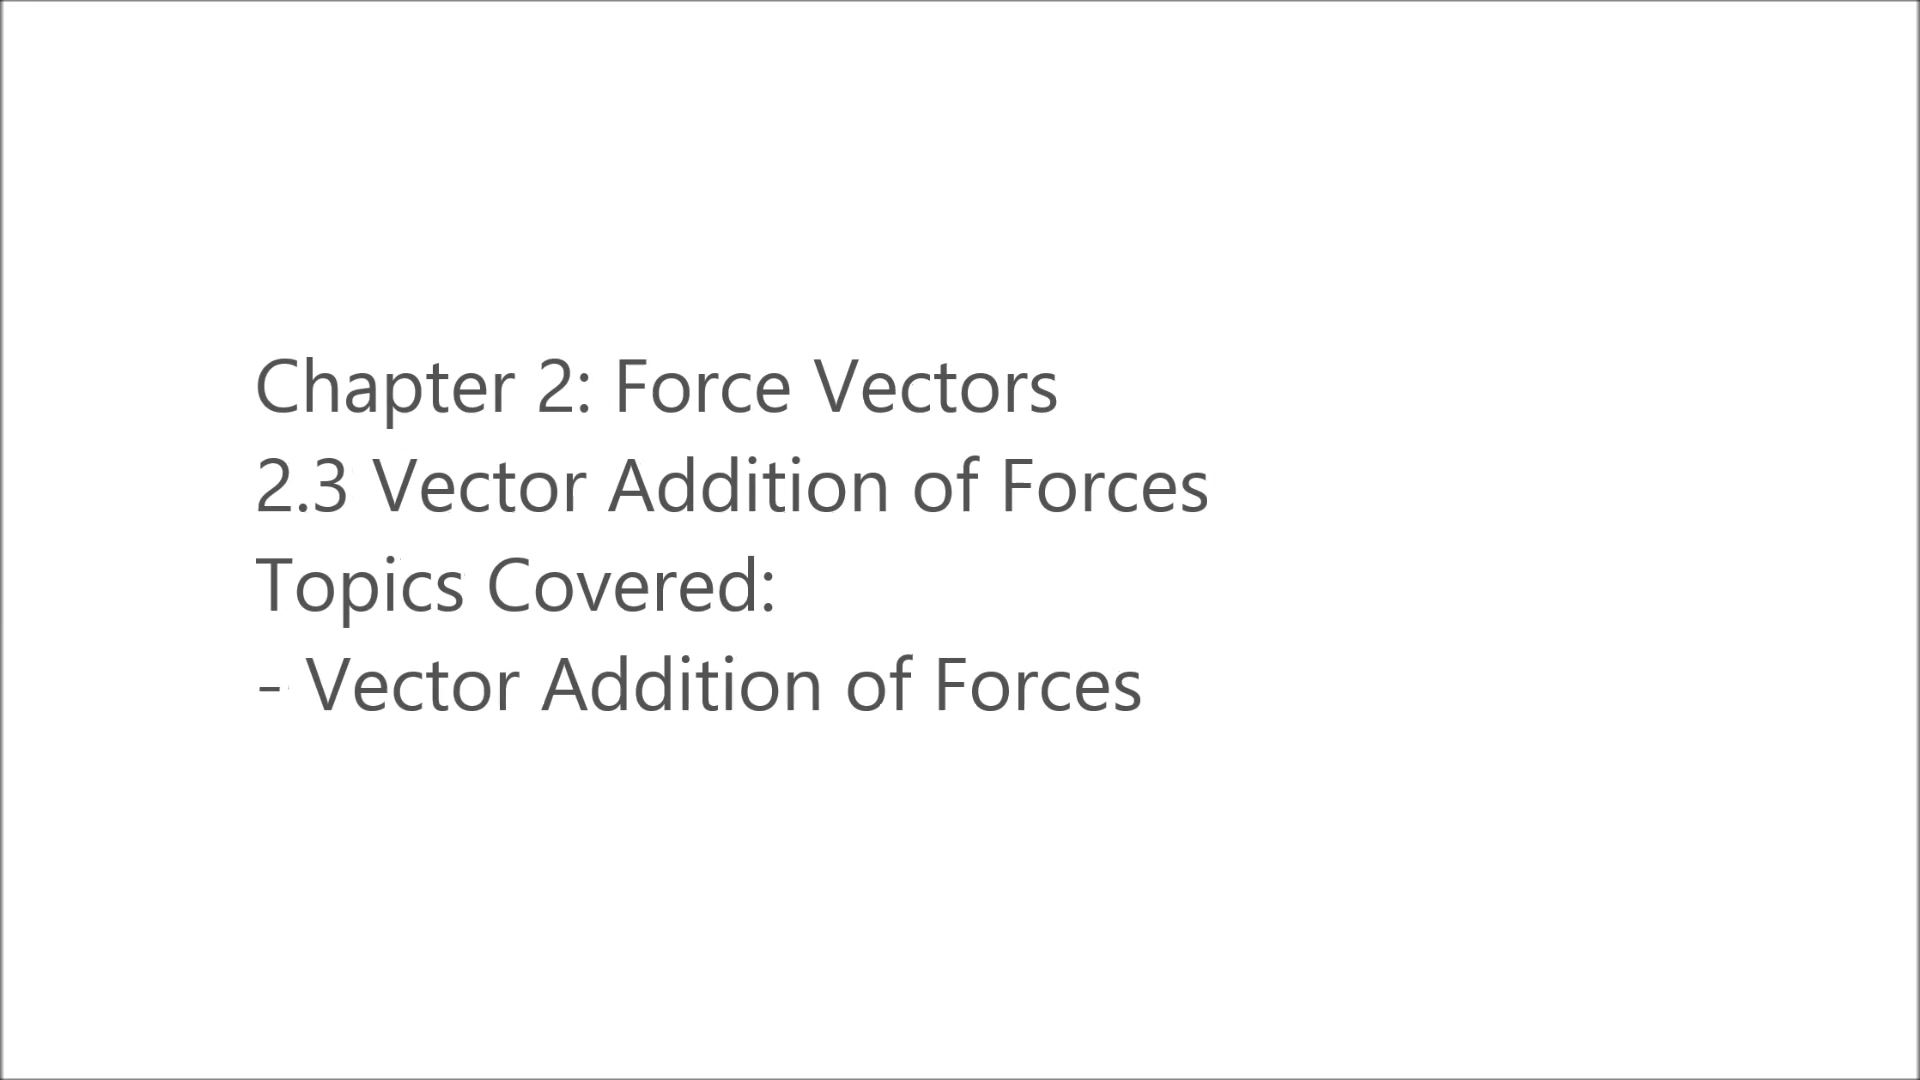 Chapter 2: Force Vectors
2.3 Vector Addition of Forces
Topics Covered:
- Vector Addition of Forces